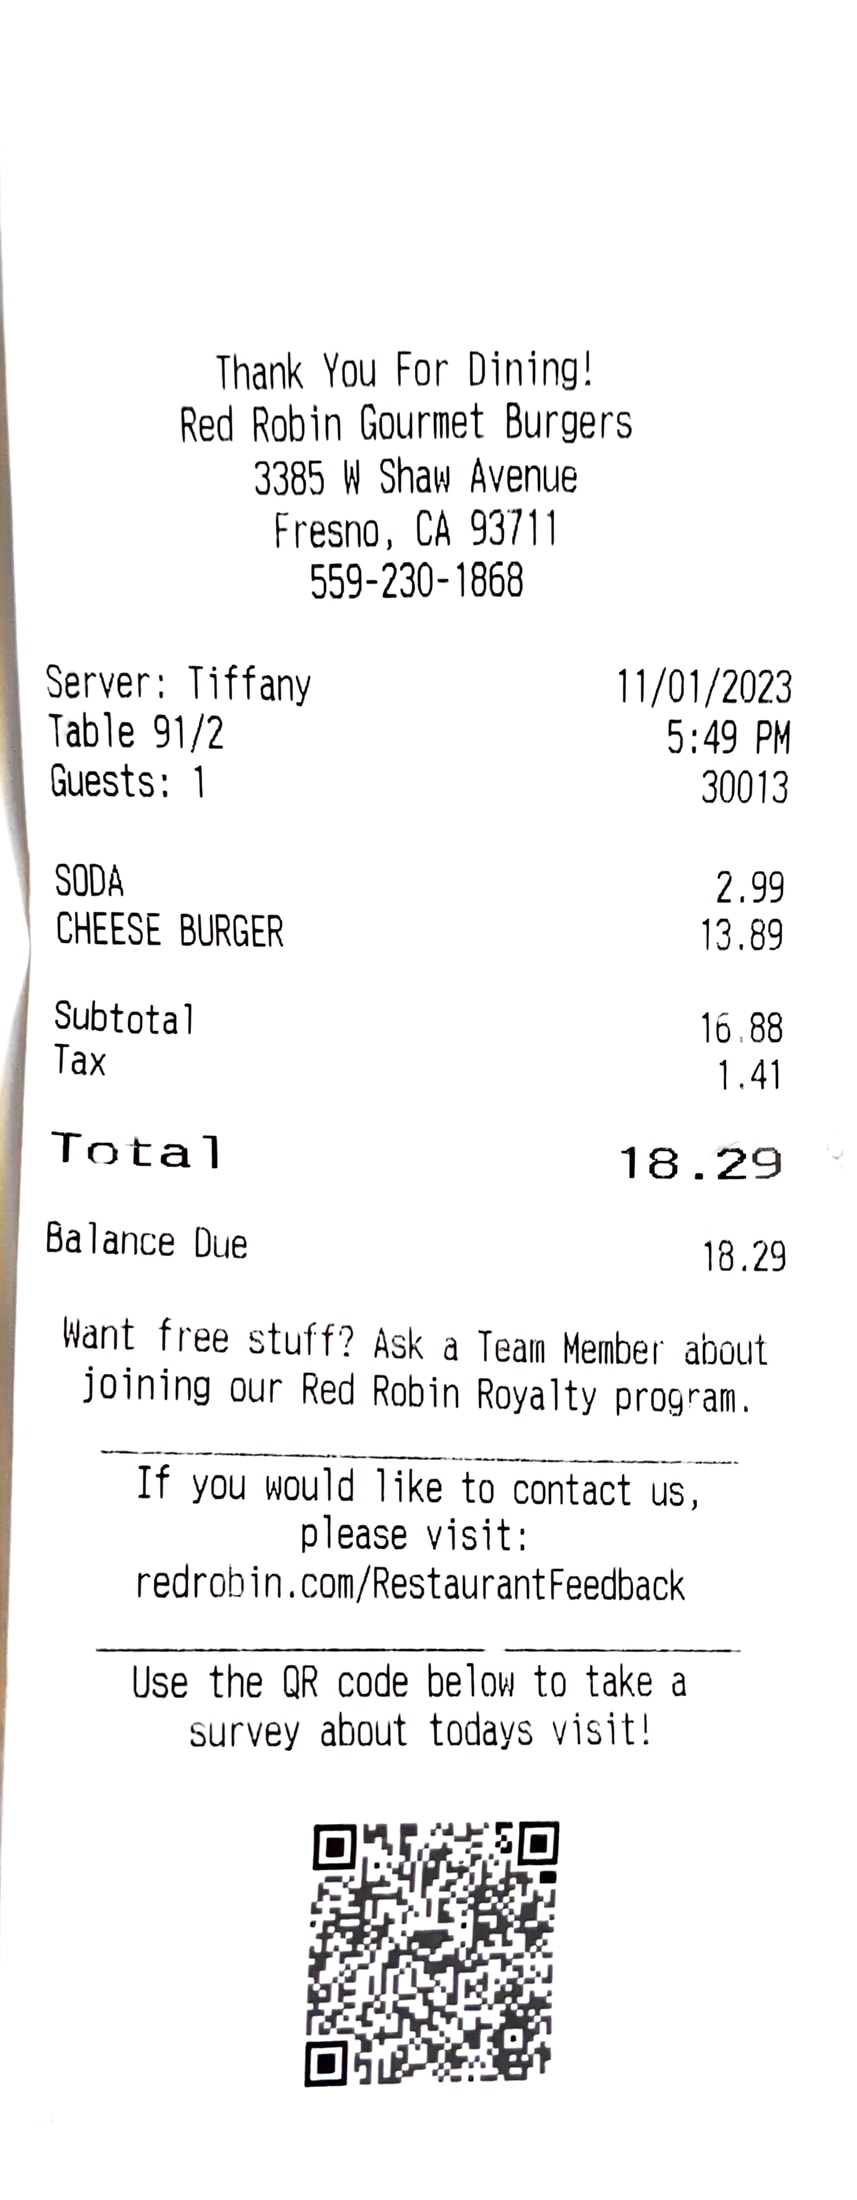 Thank You For Dining!
Red Robin Gourmet Burgers
3385 W Shaw Avenue
Fresno, CA 93711
559-230-1868
Server: Tiffany 11/01/2023
Table 91/2 5:49 PM
Guests: 1 30013
SODA 2.99
CHEESE BURGER 13.89
Subtotal 16.88
Tax 1.41
Total 18.29
Balance Due 18.29
Want free stuff? Ask a Team Member about
joining our Red Robin Royalty program.
If you would like to contact us,
please visit:
redrobin.com/RestaurantFeedback
Use the QR code below to take a
survey about todays visit!